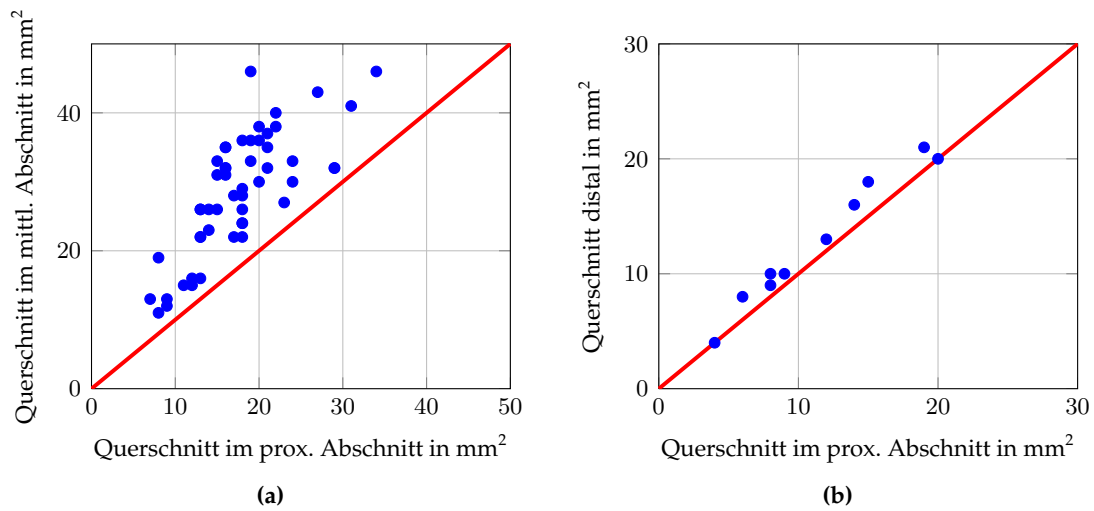 Querschnitt im mittl. Abschnitt in mm²
40
20
0
0 10 20 30 40 50
Querschnitt im prox. Abschnitt in mm²
(a)
Querschnitt distal in mm²
30
20
10
0
0 10 20 30
Querschnitt im prox. Abschnitt in mm²
(b)